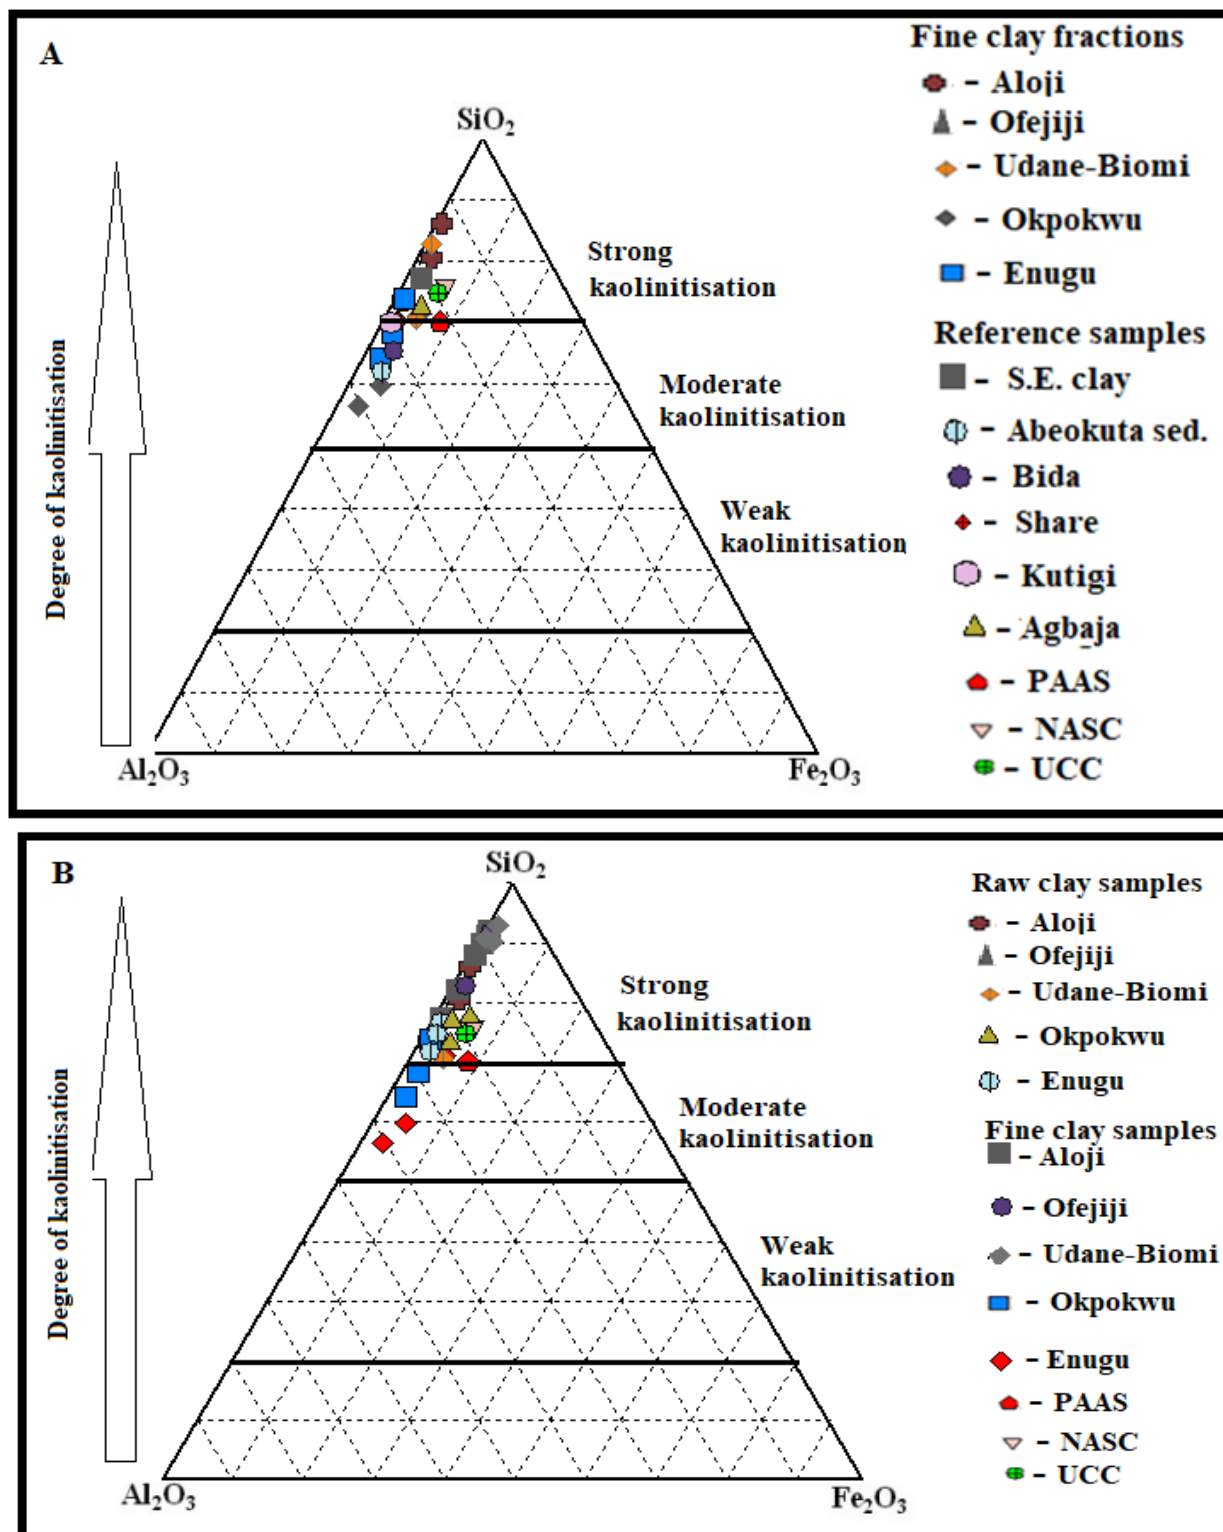 A
Fine clay fractions
– Aloji
– Ofejiji
– Udane-Biomi
– Okpokwu
– Enugu
Reference samples
– S.E. clay
– Abeokuta sed.
– Bida
– Share
– Kutigi
– Agbaja
– PAAS
– NASC
– UCC
SiO₂
Strong
kaolinitisation
Moderate
kaolinitisation
Weak
kaolinitisation
Degree of kaolinitisation
Al₂O₃
Fe₂O₃
B
SiO₂
Raw clay samples
– Aloji
– Ofejiji
– Udane-Biomi
– Okpokwu
– Enugu
Fine clay samples
– Aloji
– Ofejiji
– Udane-Biomi
– Okpokwu
– Enugu
– PAAS
– NASC
– UCC
Strong
kaolinitisation
Moderate
kaolinitisation
Weak
kaolinitisation
Degree of kaolinitisation
Al₂O₃
Fe₂O₃